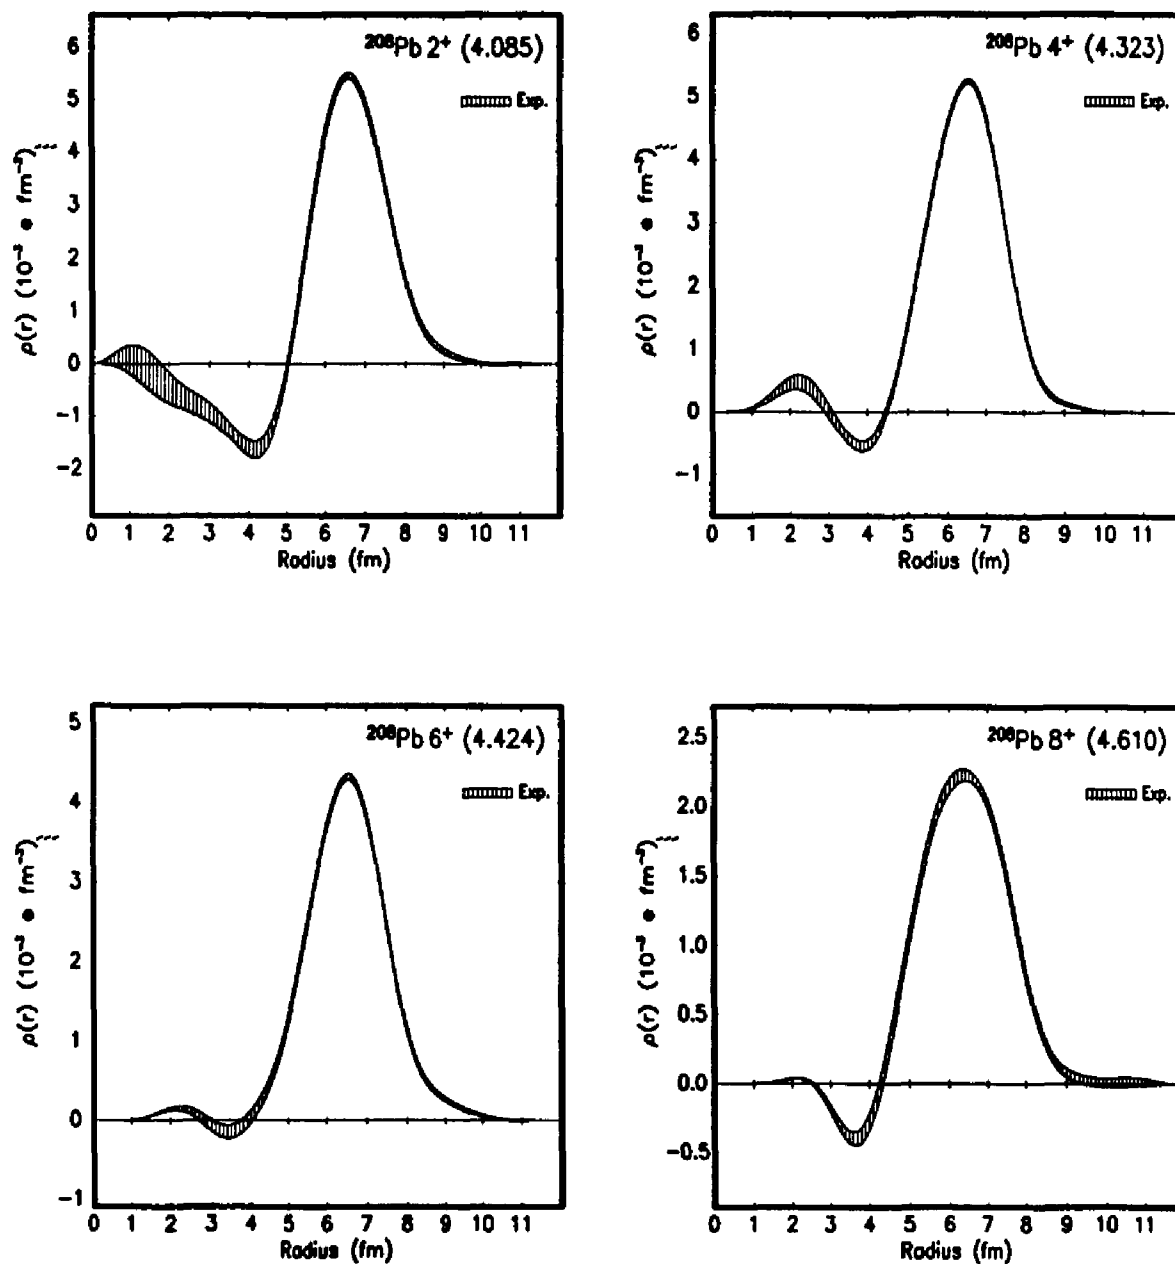 ²⁰⁸Pb 2⁺ (4.085)
Exp.
ρ(r) (10⁻³ e fm⁻³)
6
5
4
3
2
1
0
−1
−2
0 1 2 3 4 5 6 7 8 9 10 11
Radius (fm)
²⁰⁸Pb 4⁺ (4.323)
Exp.
ρ(r) (10⁻³ e fm⁻³)
6
5
4
3
2
1
0
−1
0 1 2 3 4 5 6 7 8 9 10 11
Radius (fm)
²⁰⁸Pb 6⁺ (4.424)
Exp.
ρ(r) (10⁻³ e fm⁻³)
5
4
3
2
1
0
−1
0 1 2 3 4 5 6 7 8 9 10 11
Radius (fm)
²⁰⁸Pb 8⁺ (4.610)
Exp.
ρ(r) (10⁻³ e fm⁻³)
2.5
2.0
1.5
1.0
0.5
0.0
−0.5
0 1 2 3 4 5 6 7 8 9 10 11
Radius (fm)